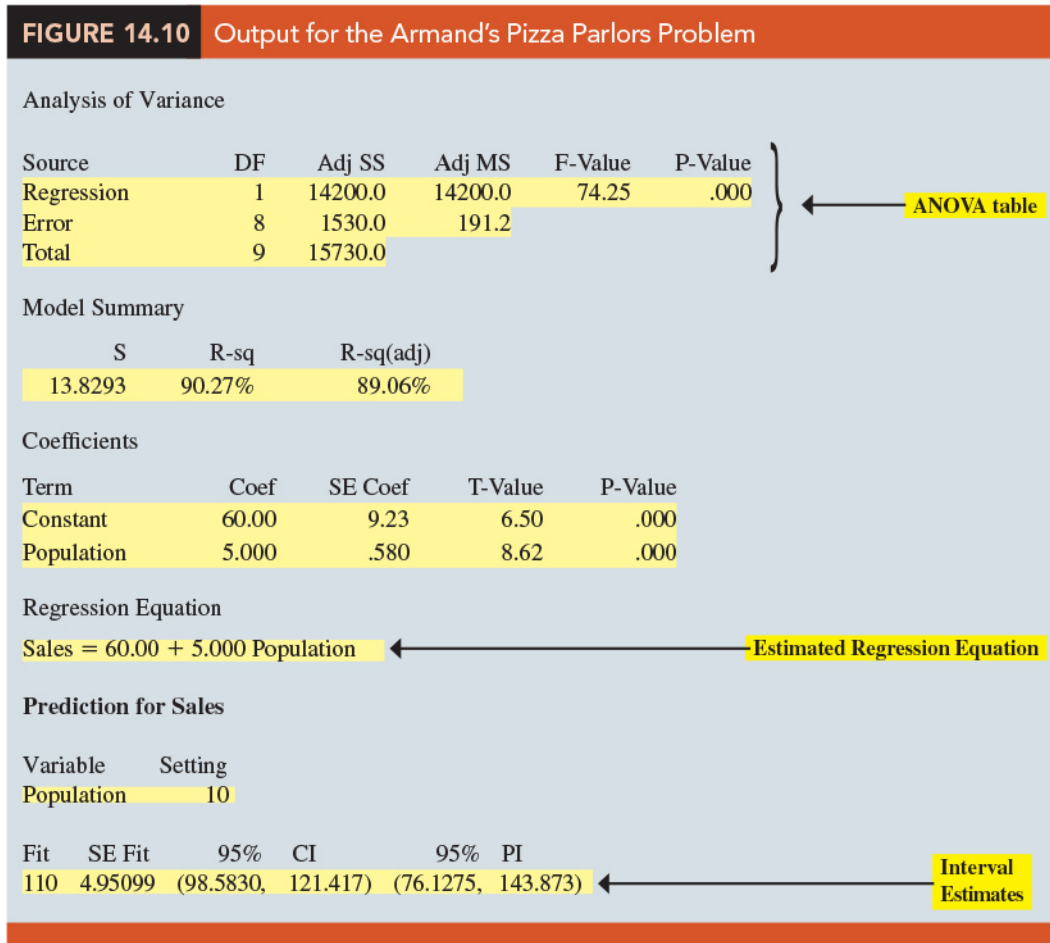 FIGURE 14.10 Output for the Armand's Pizza Parlors Problem
Analysis of Variance
Source DF Adj SS Adj MS F-Value P-Value
Regression 1 14200.0 14200.0 74.25 .000
Error 8 1530.0 191.2
Total 9 15730.0
ANOVA table
Model Summary
S R-sq R-sq(adj)
13.8293 90.27% 89.06%
Coefficients
Term Coef SE Coef T-Value P-Value
Constant 60.00 9.23 6.50 .000
Population 5.000 .580 8.62 .000
Regression Equation
Sales = 60.00 + 5.000 Population
Estimated Regression Equation
Prediction for Sales
Variable Setting
Population 10
Fit SE Fit 95% CI 95% PI
110 4.95099 (98.5830, 121.417) (76.1275, 143.873)
Interval
Estimates